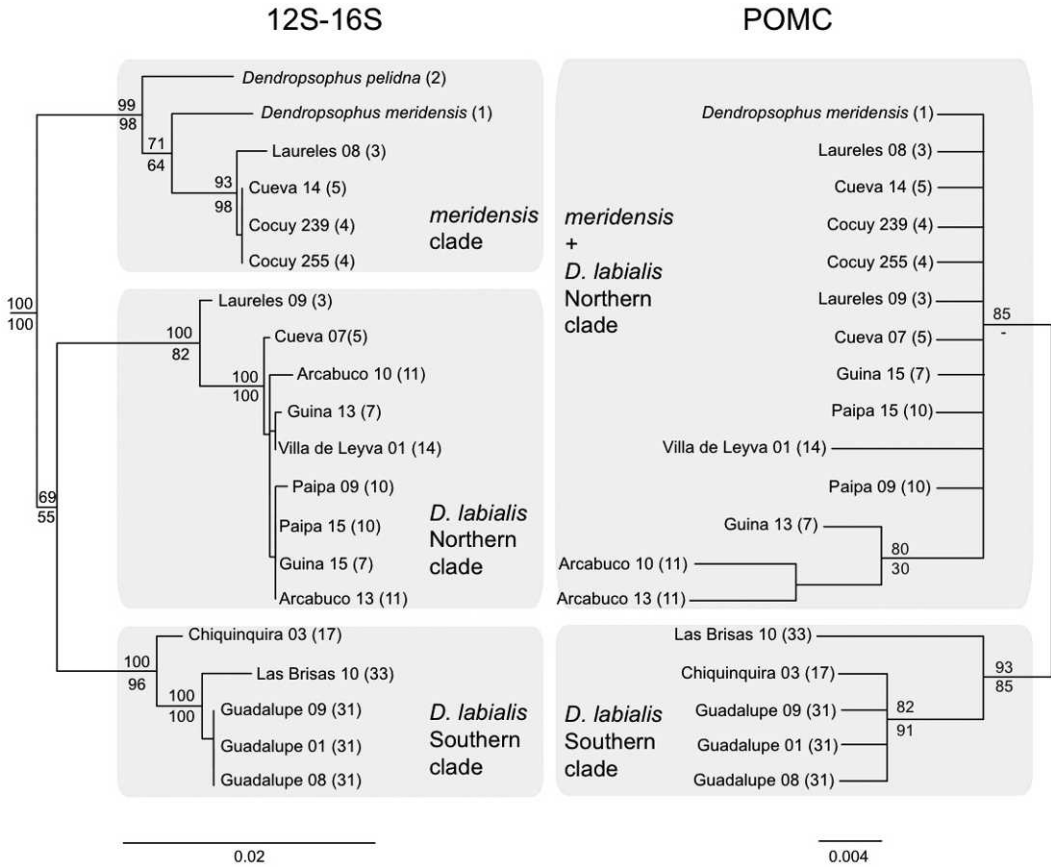 12S-16S
Dendropsophus pelidna (2)
99
98
Dendropsophus meridensis (1)
71
64
Laureles 08 (3)
93
98
Cueva 14 (5)
Cocuy 239 (4)
Cocuy 255 (4)
meridensis
clade
100
100
Laureles 09 (3)
100
82
Cueva 07(5)
100
100
Arcabuco 10 (11)
Guina 13 (7)
Villa de Leyva 01 (14)
Paipa 09 (10)
Paipa 15 (10)
Guina 15 (7)
Arcabuco 13 (11)
D. labialis
Northern
clade
69
55
Chiquinquira 03 (17)
100
96
Las Brisas 10 (33)
100
100
Guadalupe 09 (31)
Guadalupe 01 (31)
Guadalupe 08 (31)
D. labialis
Southern
clade
0.02
POMC
Dendropsophus meridensis (1)
Laureles 08 (3)
Cueva 14 (5)
Cocuy 239 (4)
Cocuy 255 (4)
Laureles 09 (3)
Cueva 07 (5)
Guina 15 (7)
Paipa 15 (10)
Villa de Leyva 01 (14)
Paipa 09 (10)
Guina 13 (7)
Arcabuco 10 (11)
Arcabuco 13 (11)
meridensis
+
D. labialis
Northern
clade
85
-
80
30
Las Brisas 10 (33)
Chiquinquira 03 (17)
Guadalupe 09 (31)
Guadalupe 01 (31)
Guadalupe 08 (31)
93
85
82
91
D. labialis
Southern
clade
0.004